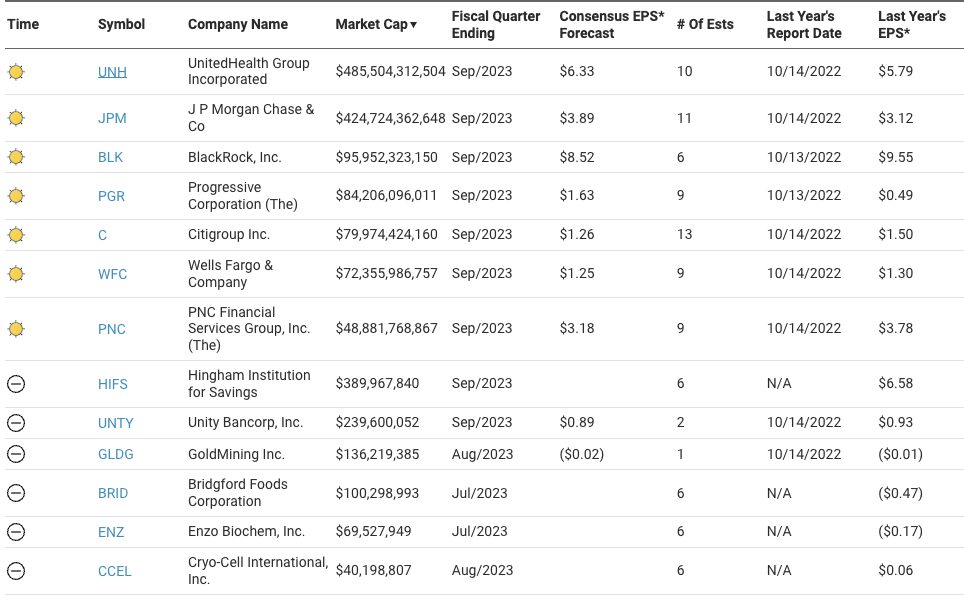 Time Symbol Company Name Market Cap▼ Fiscal Quarter Ending Consensus EPS* Forecast # Of Ests Last Year's Report Date Last Year's EPS*
UNH UnitedHealth Group Incorporated $485,504,312,504 Sep/2023 $6.33 10 10/14/2022 $5.79
JPM J P Morgan Chase & Co $424,724,362,648 Sep/2023 $3.89 11 10/14/2022 $3.12
BLK BlackRock, Inc. $95,952,323,150 Sep/2023 $8.52 6 10/13/2022 $9.55
PGR Progressive Corporation (The) $84,206,096,011 Sep/2023 $1.63 9 10/13/2022 $0.49
C Citigroup Inc. $79,974,424,160 Sep/2023 $1.26 13 10/14/2022 $1.50
WFC Wells Fargo & Company $72,355,986,757 Sep/2023 $1.25 9 10/14/2022 $1.30
PNC PNC Financial Services Group, Inc. (The) $48,881,768,867 Sep/2023 $3.18 9 10/14/2022 $3.78
HIFS Hingham Institution for Savings $389,967,840 Sep/2023 6 N/A $6.58
UNTY Unity Bancorp, Inc. $239,600,052 Sep/2023 $0.89 2 10/14/2022 $0.93
GLDG GoldMining Inc. $136,219,385 Aug/2023 ($0.02) 1 10/14/2022 ($0.01)
BRID Bridgford Foods Corporation $100,298,993 Jul/2023 6 N/A ($0.47)
ENZ Enzo Biochem, Inc. $69,527,949 Jul/2023 6 N/A ($0.17)
CCEL Cryo-Cell International, Inc. $40,198,807 Aug/2023 6 N/A $0.06